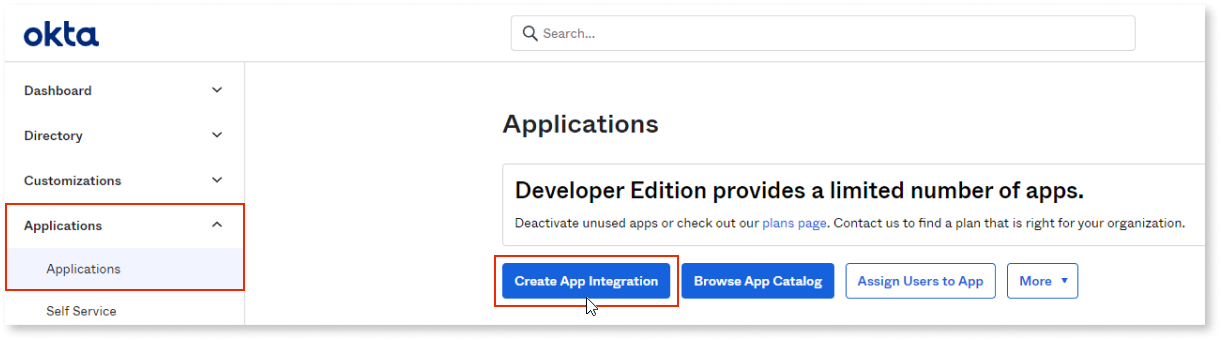 okta
Search...
Dashboard
Directory
Customizations
Applications
Applications
Self Service
Applications
Developer Edition provides a limited number of apps.
Deactivate unused apps or check out our plans page. Contact us to find a plan that is right for your organization.
Create App Integration
Browse App Catalog
Assign Users to App
More